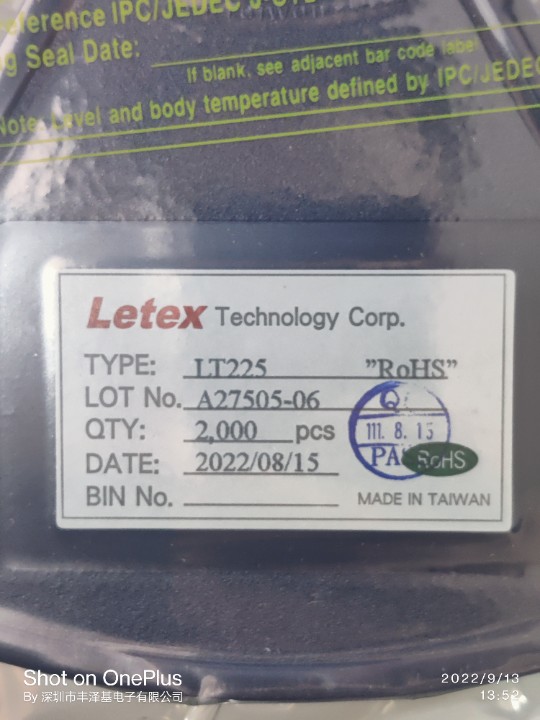 eference IPC/JEDEC J-STD
g Seal Date:
If blank, see adjacent bar code label
Note: Level and body temperature defined by IPC/JEDEC
Letex Technology Corp.
TYPE: LT225 ”RoHS”
LOT No. A27505-06
QTY: 2,000 pcs
DATE: 2022/08/15
BIN No.
MADE IN TAIWAN
111. 8. 15
RoHS
Shot on OnePlus
By 深圳市丰泽基电子有限公司
2022/9/13
13:52